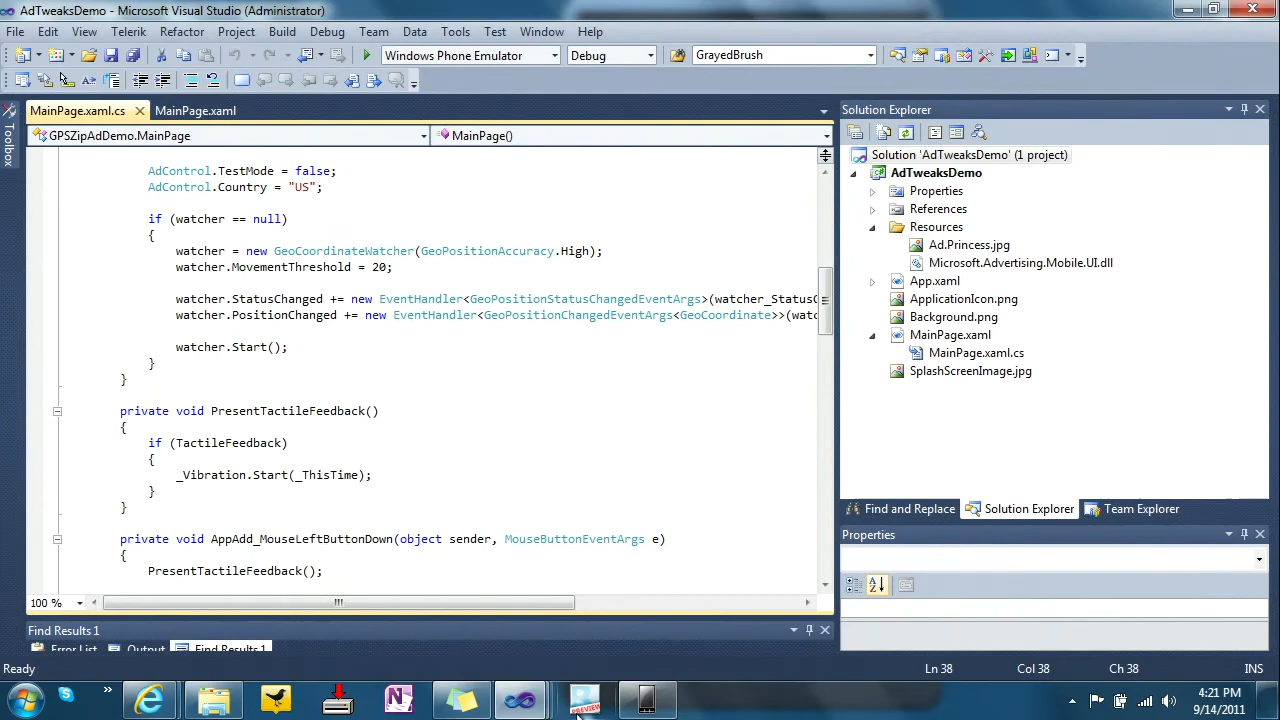 AdTweaksDemo - Microsoft Visual Studio (Administrator)
File Edit View Telerik Refactor Project Build Debug Team Data Tools Test Window Help
Windows Phone Emulator Debug GrayedBrush
MainPage.xaml.cs MainPage.xaml
GPSZipAdDemo.MainPage MainPage()
AdControl.TestMode = false;
AdControl.Country = "US";
if (watcher == null)
{
watcher = new GeoCoordinateWatcher(GeoPositionAccuracy.High);
watcher.MovementThreshold = 20;
watcher.StatusChanged += new EventHandler<GeoPositionStatusChangedEventArgs>(watcher_StatusC
watcher.PositionChanged += new EventHandler<GeoPositionChangedEventArgs<GeoCoordinate>>(watc
watcher.Start();
}
}
private void PresentTactileFeedback()
{
if (TactileFeedback)
{
_Vibration.Start(_ThisTime);
}
}
private void AppAdd_MouseLeftButtonDown(object sender, MouseButtonEventArgs e)
{
PresentTactileFeedback();
100 %
Toolbox
Find Results 1
Error List Output Find Results 1
Solution Explorer
Solution 'AdTweaksDemo' (1 project)
AdTweaksDemo
Properties
References
Resources
Ad.Princess.jpg
Microsoft.Advertising.Mobile.UI.dll
App.xaml
ApplicationIcon.png
Background.png
MainPage.xaml
MainPage.xaml.cs
SplashScreenImage.jpg
Find and Replace Solution Explorer Team Explorer
Properties
Ready Ln 38 Col 38 Ch 38 INS
PREVIEW
4:21 PM
9/14/2011